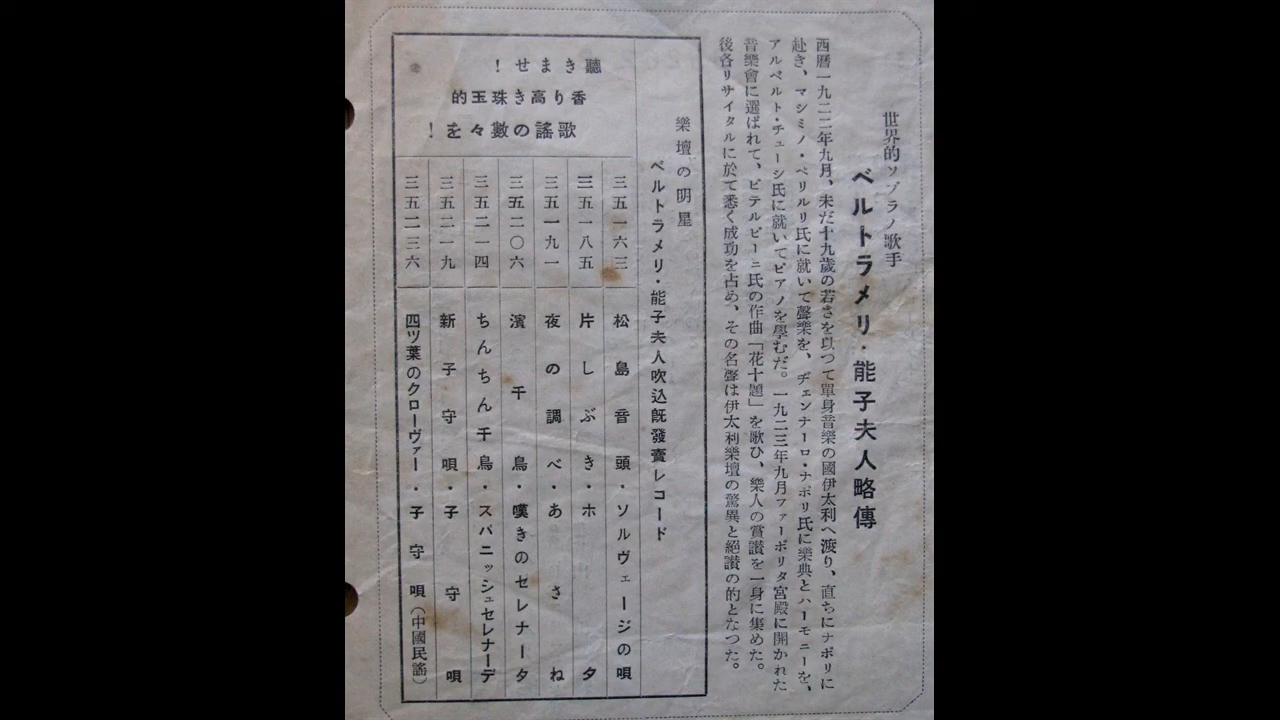 世界的ソプラノ歌手
ベルトラメリ・能子夫人略傳
西曆一九二二年九月、未だ十九歲の若さを以つて單身音樂の國伊太利へ渡り、直ちにナポリに
赴き、マシミノ・ペリルリ氏に就いて聲樂を、ヂェンナーロ・ナポリ氏に樂典とハーモニーを、
アルベルト・チューシ氏に就いてピアノを學むだ。一九二三年九月ファーボリタ宮殿に開かれた
音樂會に選ばれて、ビテルビーニ氏の作曲「花十題」を歌ひ、樂人の賞讃を一身に集めた。
後各リサイタルに於て悉く成功を占め、その名聲は伊太利樂壇の驚異と絕讃の的となつた。
樂壇の明星
ベルトラメリ・能子夫人吹込旣發賣レコード
聽きませ!
香り高き珠玉的
歌謠の數々を!
三五一六三 松島音頭・ソルヴェージの唄
三五一八五 片しぶき・ホタ
三五一九一 夜の調べ・あさね
三五二〇六 濱千鳥・嘆きのセレナータ
三五二一四 ちんちん千鳥・スパニッシュセレナーデ
三五二一九 新子守唄・子守唄
三五二三六 四ツ葉のクローヴァー・子守唄(中國民謠)